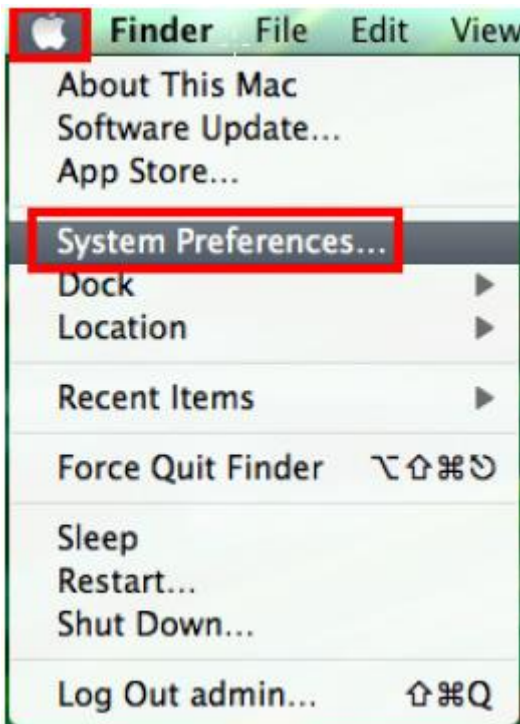 Finder File Edit View
About This Mac
Software Update...
App Store...
System Preferences...
Dock
Location
Recent Items
Force Quit Finder ⌥⇧⌘⎋
Sleep
Restart...
Shut Down...
Log Out admin... ⇧⌘Q